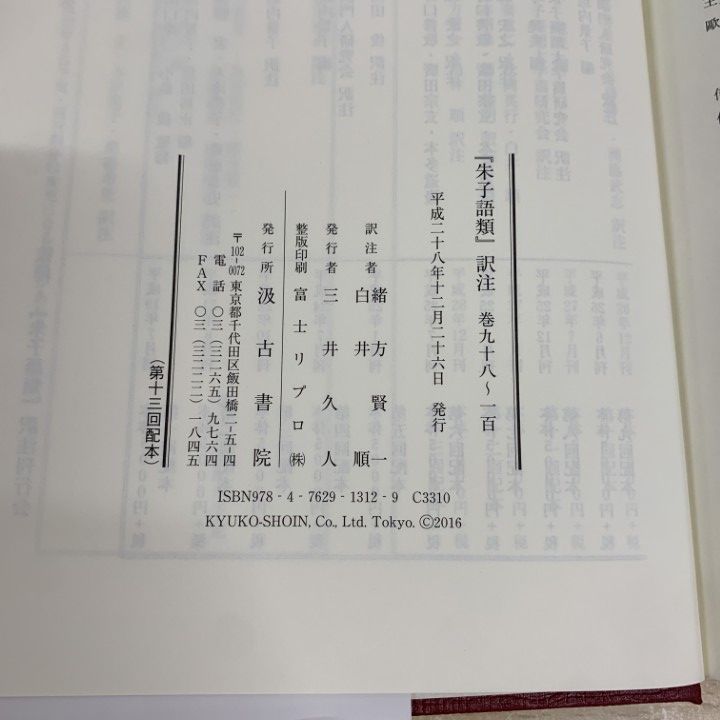 『朱子語類』訳注 巻九十八〜一百
平成二十八年十二月二十六日 発行
訳注者 緒方賢一
白井順
発行者 三井久人
整版印刷 富士リプロ㈱
発行所 汲古書院
〒102-0072 東京都千代田区飯田橋二-五-四
電話 〇三(三二六五)九七六四
FAX 〇三(三二二二)一八四五
(第十三回配本)
ISBN978-4-7629-1312-9 C3310
KYUKO-SHOIN, Co., Ltd. Tokyo. ©2016